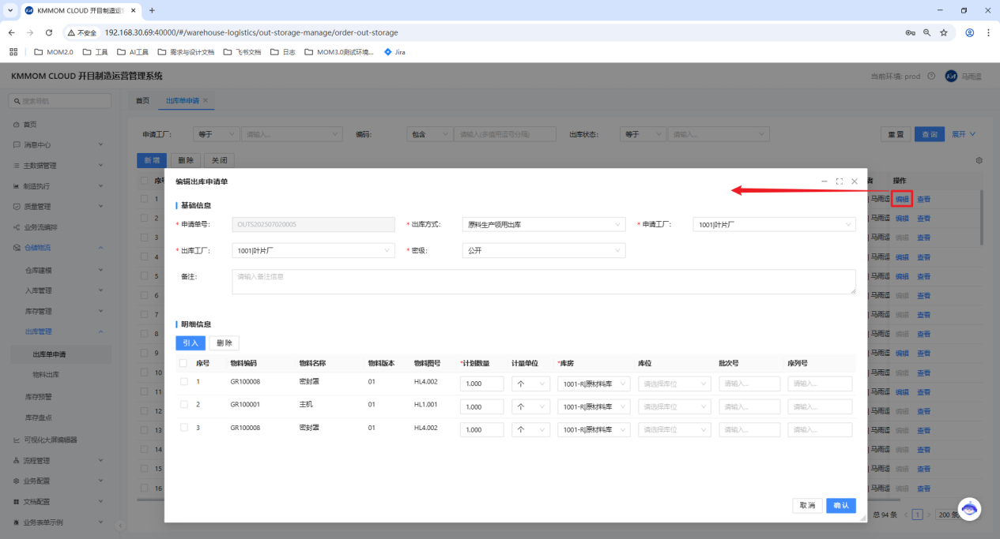 KMMOM CLOUD 开目制造运营
不安全 192.168.30.69:40000/#/warehouse-logistics/out-storage-manage/order-out-storage
MOM2.0 工具 AI工具 需求与设计文档 飞书文档 日志 MOM3.0测试环境... Jira
KMMOM CLOUD 开目制造运营管理系统 当前环境: prod 马雨遥
搜索导航 首页 出库单申请
首页
消息中心
主数据管理
制造执行
质量管理
业务流编排
仓储物流
仓库建模
入库管理
库存管理
出库管理
出库单申请
物料出库
库存预警
库存盘点
可视化大屏编辑器
流程管理
业务配置
文档配置
业务表单示例
申请工厂: 等于 请输入... 编码: 包含 请输入(多值用逗号分隔) 出库状态: 等于 请输入... 重置 查询 展开
新增 删除 关闭
序号 操作
1 马雨遥 编辑 查看
2 马雨遥 编辑 查看
3 马雨遥 编辑 查看
4 马雨遥 编辑 查看
5 马雨遥 编辑 查看
6 马雨遥 编辑 查看
7 马雨遥 编辑 查看
8 马雨遥 编辑 查看
9 马雨遥 编辑 查看
10 马雨遥 编辑 查看
11 马雨遥 编辑 查看
12 马雨遥 编辑 查看
13 马雨遥 编辑 查看
14 马雨遥 编辑 查看
15 马雨遥 编辑 查看
16 马雨遥 编辑 查看
总 94 条 1 200 条
编辑出库申请单
基础信息
* 申请单号: OUTS202507020005 * 出库方式: 原料生产领用出库 * 申请工厂: 1001|叶片厂
* 出库工厂: 1001|叶片厂 * 密级: 公开
备注: 请输入备注信息
明细信息
引入 删除
序号 物料编码 物料名称 物料版本 物料图号 *计划数量 计量单位 *库房 库位 批次号 序列号
1 GR100008 密封罩 01 HL4.002 1.000 个 1001-R|原材料库 请选择库位 请输入... 请输入...
2 GR100001 主机 01 HL1.001 1.000 个 1001-R|原材料库 请选择库位 请输入... 请输入...
3 GR100008 密封罩 01 HL4.002 1.000 个 1001-R|原材料库 请选择库位 请输入... 请输入...
取消 确认